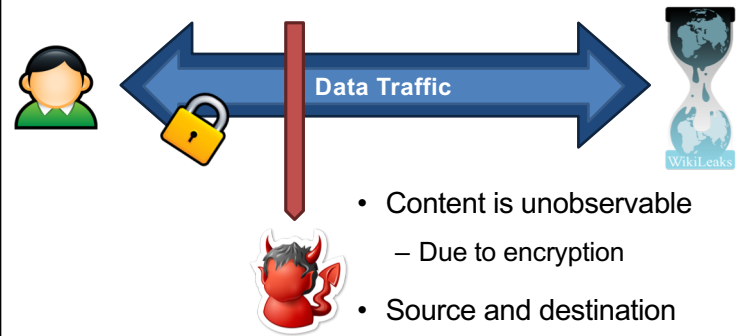 Data Traffic
WikiLeaks
• Content is unobservable
– Due to encryption
• Source and destination